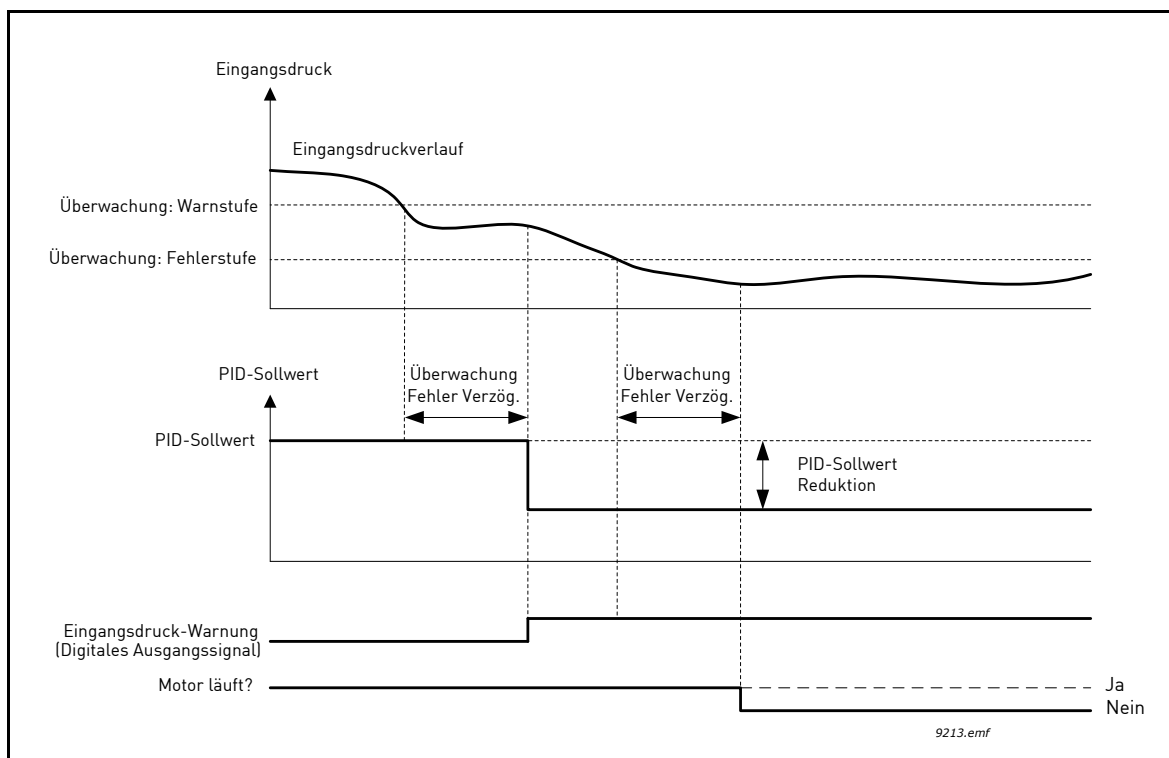 Eingangsdruck
Eingangsdruckverlauf
Überwachung: Warnstufe
Überwachung: Fehlerstufe
PID-Sollwert
Überwachung
Fehler Verzög.
Überwachung
Fehler Verzög.
PID-Sollwert
PID-Sollwert
Reduktion
Eingangsdruck-Warnung
(Digitales Ausgangssignal)
Motor läuft?
Ja
Nein
9213.emf